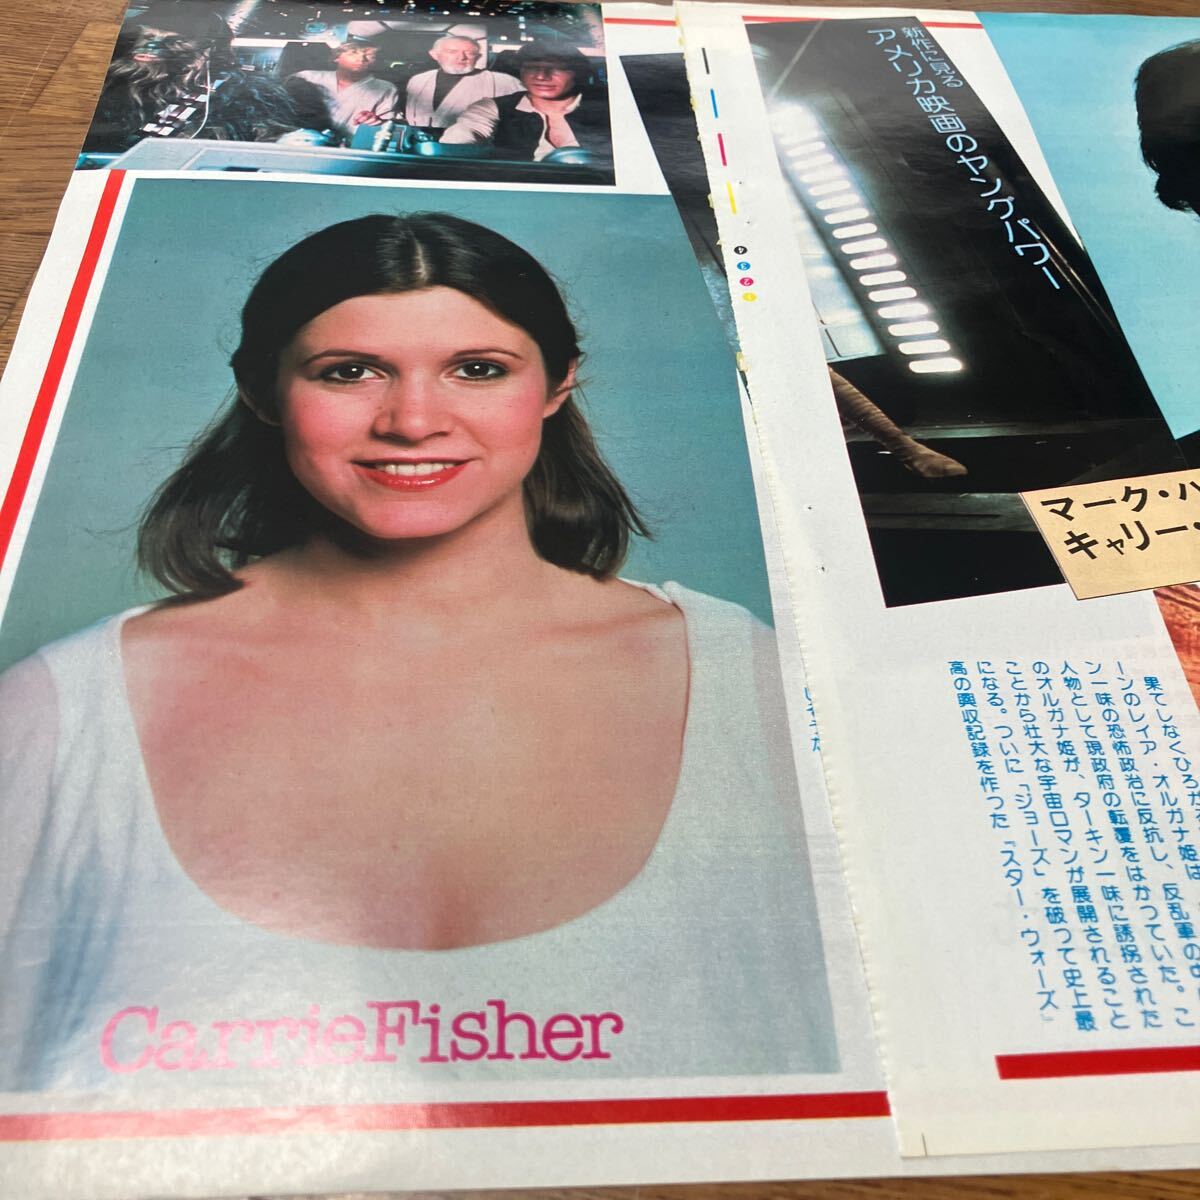 新作に見る
アメリカ映画のヤングパワー
4
3
2
1
マーク・ハ
キャリー・
果てしなくひろが
ーンのレイア・オルガナ姫は
ン一味の恐怖政治に反抗し、反乱軍の中
人物として現政府の転覆をはかっていた。こ
のオルガナ姫が、ターキン一味に誘拐された
ことから壮大な宇宙ロマンが展開されること
になる。ついに「ジョーズ」を破って史上最
高の興収記録を作った『スター・ウォーズ』
CarrieFisher